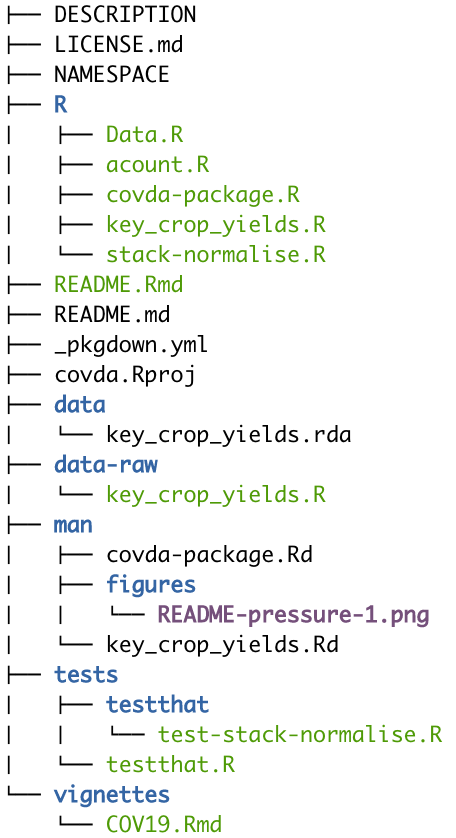 ├── DESCRIPTION
├── LICENSE.md
├── NAMESPACE
├── R
│   ├── Data.R
│   ├── acount.R
│   ├── covda-package.R
│   ├── key_crop_yields.R
│   └── stack-normalise.R
├── README.Rmd
├── README.md
├── _pkgdown.yml
├── covda.Rproj
├── data
│   └── key_crop_yields.rda
├── data-raw
│   └── key_crop_yields.R
├── man
│   ├── covda-package.Rd
│   ├── figures
│   │   └── README-pressure-1.png
│   └── key_crop_yields.Rd
├── tests
│   ├── testthat
│   │   └── test-stack-normalise.R
│   └── testthat.R
└── vignettes
    └── COV19.Rmd